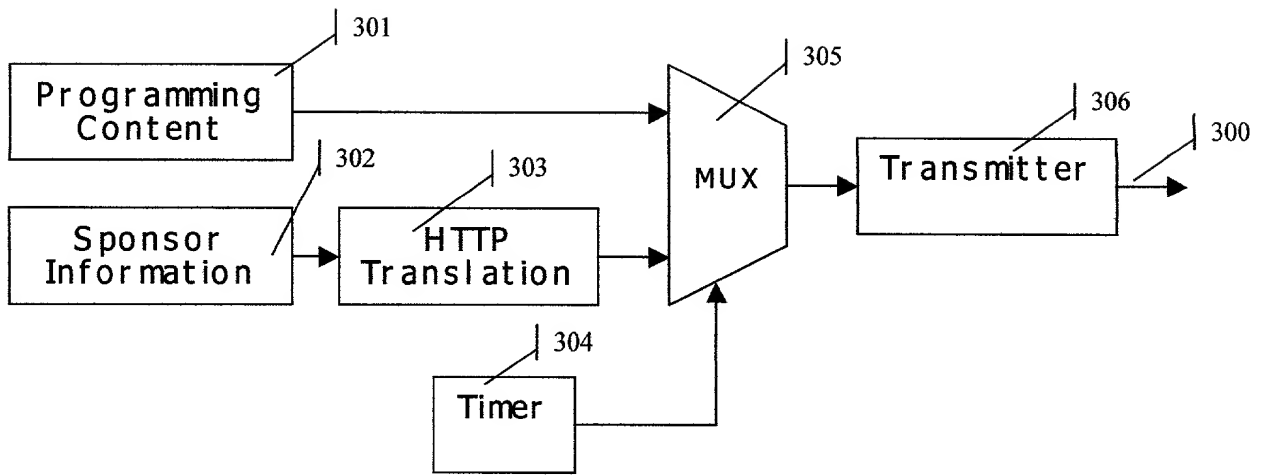 301
Programming
Content
302
Sponsor
Information
303
HTTP
Translation
304
Timer
305
MUX
306
Transmitter
300